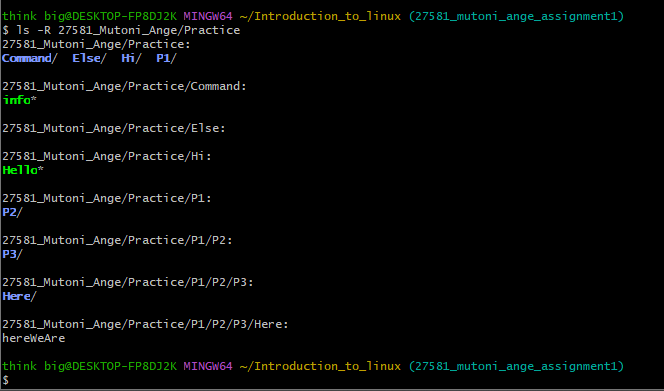 think big@DESKTOP-FP8DJ2K MINGW64 ~/Introduction_to_linux (27581_mutoni_ange_assignment1)
$ ls -R 27581_Mutoni_Ange/Practice
27581_Mutoni_Ange/Practice:
Command/  Else/  Hi/  P1/

27581_Mutoni_Ange/Practice/Command:
info*

27581_Mutoni_Ange/Practice/Else:

27581_Mutoni_Ange/Practice/Hi:
Hello*

27581_Mutoni_Ange/Practice/P1:
P2/

27581_Mutoni_Ange/Practice/P1/P2:
P3/

27581_Mutoni_Ange/Practice/P1/P2/P3:
Here/

27581_Mutoni_Ange/Practice/P1/P2/P3/Here:
hereWeAre

think big@DESKTOP-FP8DJ2K MINGW64 ~/Introduction_to_linux (27581_mutoni_ange_assignment1)
$